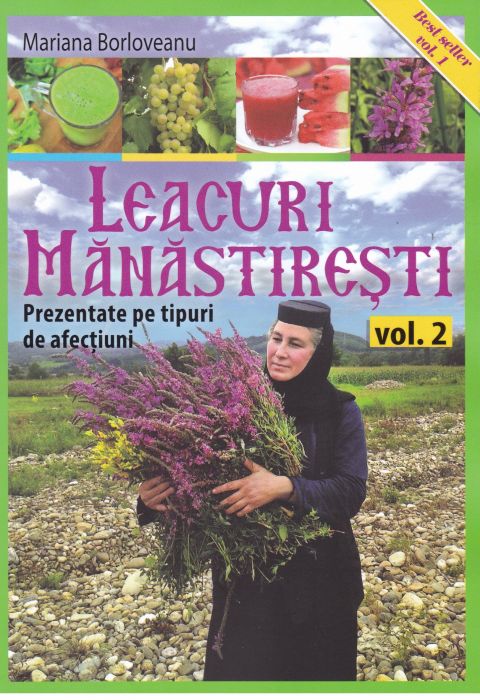 Mariana Borloveanu
Best seller
vol. 1
LEACURI
MĂNĂSTIREȘTI
Prezentate pe tipuri
de afecțiuni
vol. 2